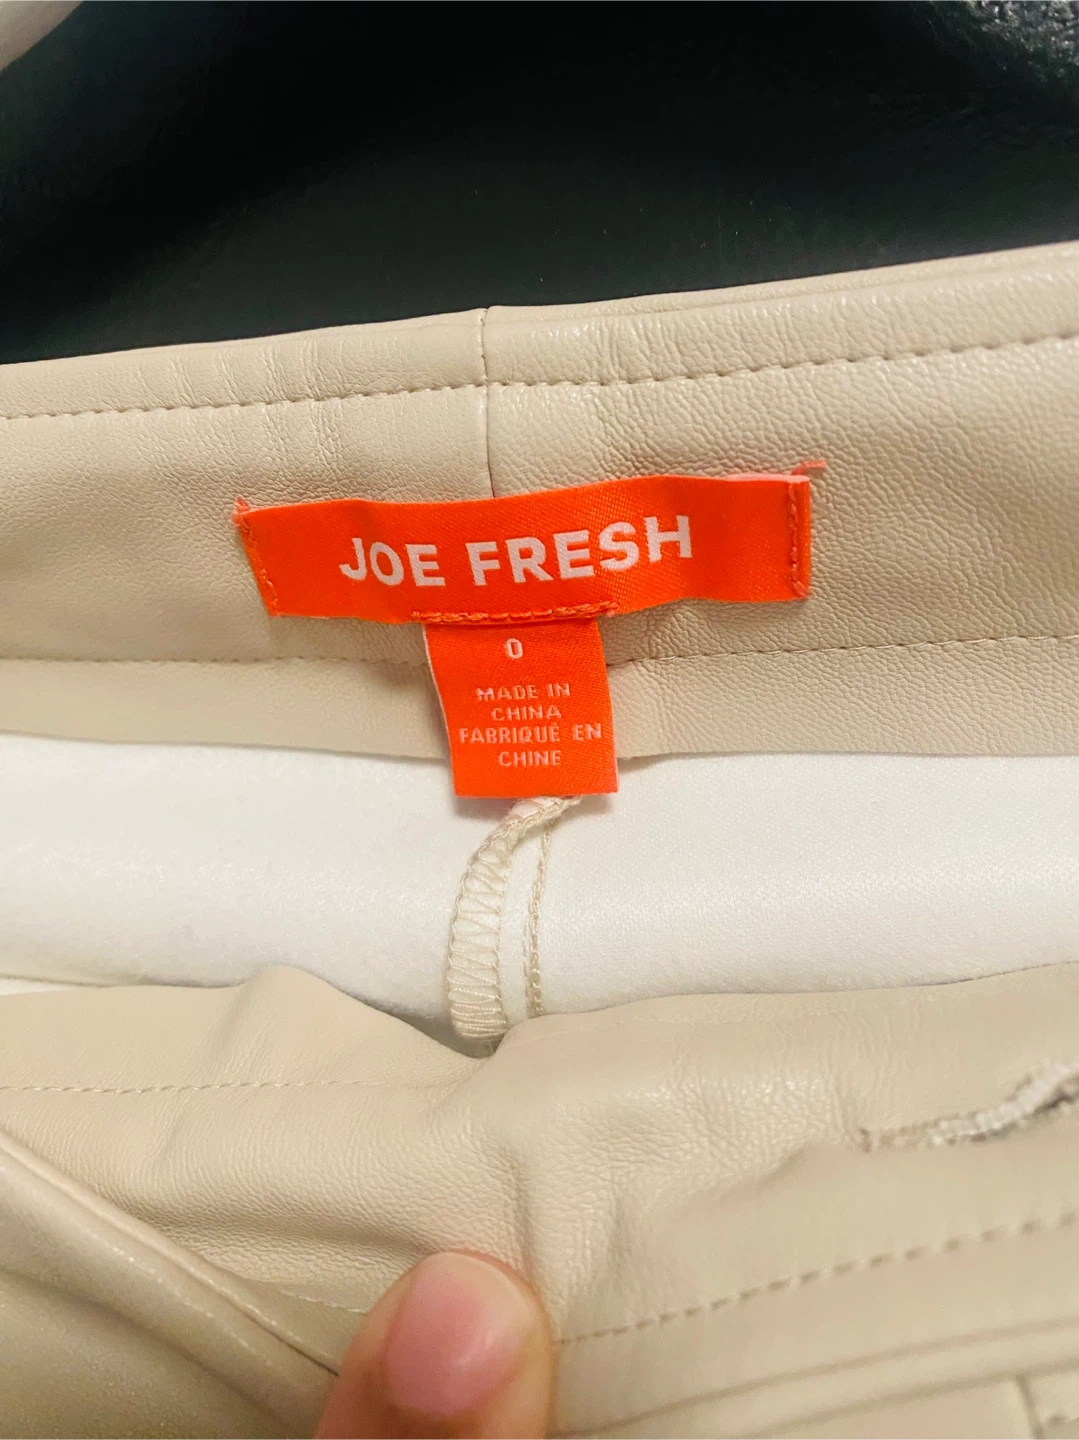 JOE FRESH
0
MADE IN
CHINA
FABRIQUÉ EN
CHINE